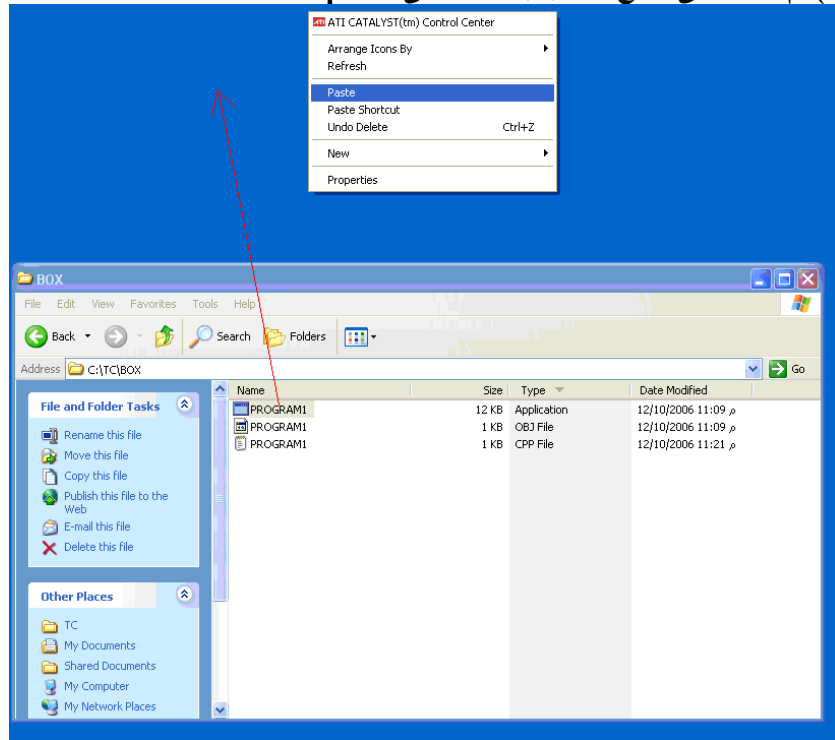 ATI CATALYST(tm) Control Center
Arrange Icons By
Refresh
Paste
Paste Shortcut
Undo Delete Ctrl+Z
New
Properties
BOX
File Edit View Favorites Tools Help
Back Search Folders
Address C:\TC\BOX Go
Name Size Type Date Modified
PROGRAM1 12 KB Application 12/10/2006 11:09 م
PROGRAM1 1 KB OBJ File 12/10/2006 11:09 م
PROGRAM1 1 KB CPP File 12/10/2006 11:21 م
File and Folder Tasks
Rename this file
Move this file
Copy this file
Publish this file to the
Web
E-mail this file
Delete this file
Other Places
TC
My Documents
Shared Documents
My Computer
My Network Places